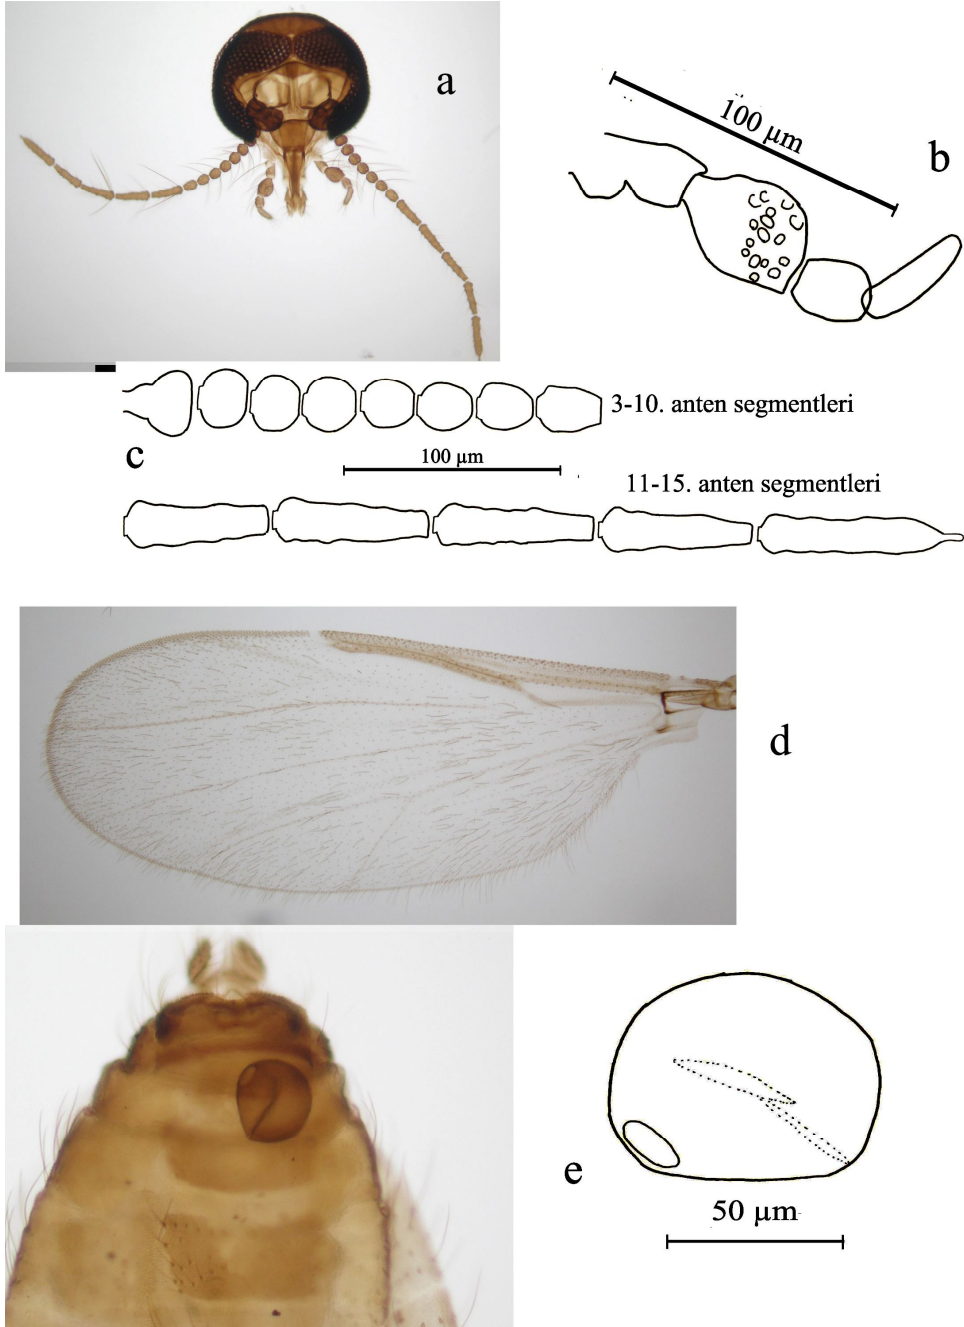 a
100 µm
b
3-10. anten segmentleri
c
100 µm
11-15. anten segmentleri
d
e
50 µm